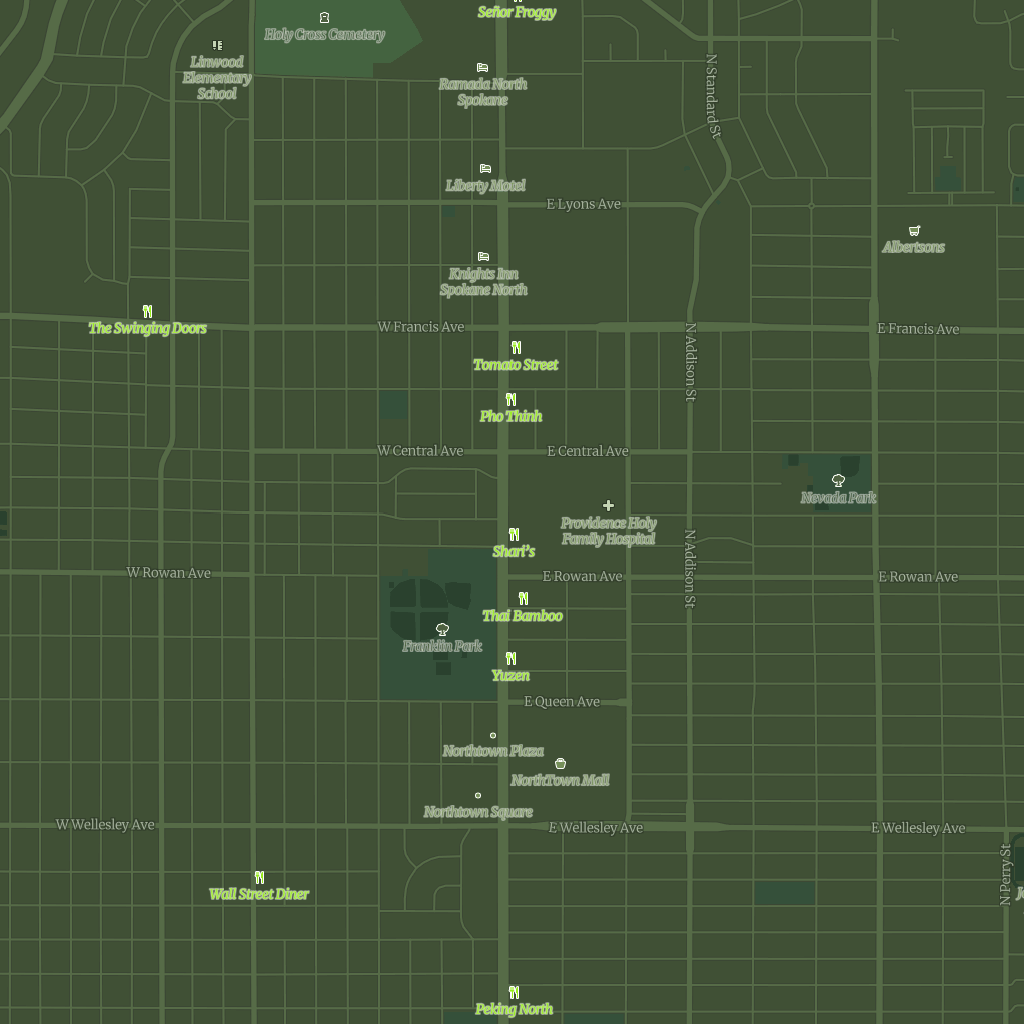 Señor Froggy
Holy Cross Cemetery
Linwood
Elementary
School
Ramada North
Spokane
N Standard St
Liberty Motel
E Lyons Ave
Albertsons
Knights Inn
Spokane North
The Swinging Doors
W Francis Ave
E Francis Ave
N Addison St
Tomato Street
Pho Thinh
W Central Ave
E Central Ave
Nevada Park
Providence Holy
Family Hospital
Shari's
N Addison St
W Rowan Ave
E Rowan Ave
E Rowan Ave
Thai Bamboo
Franklin Park
Yuzen
E Queen Ave
Northtown Plaza
NorthTown Mall
Northtown Square
W Wellesley Ave
E Wellesley Ave
E Wellesley Ave
N Perry St
Wall Street Diner
Peking North